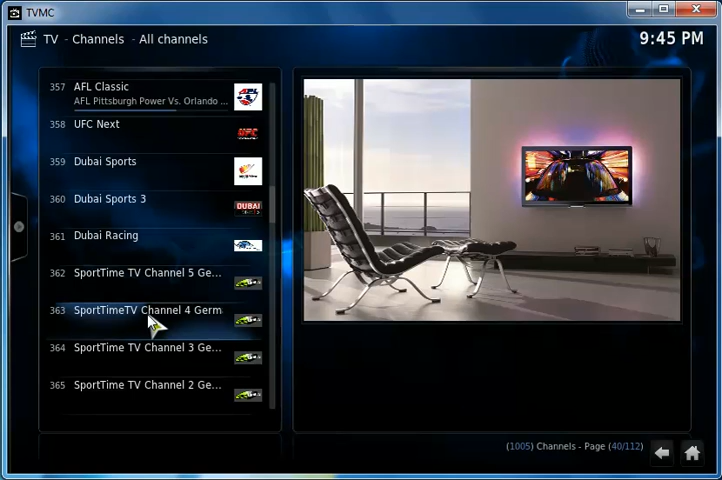 TVMC
TV - Channels - All channels
9:45 PM
357 AFL Classic
AFL Pittsburgh Power Vs. Orlando ...
358 UFC Next
UFC
359 Dubai Sports
360 Dubai Sports 3
DUBAI
361 Dubai Racing
362 SportTime TV Channel 5 Ge...
363 SportTimeTV Channel 4 Germ
364 SportTime TV Channel 3 Ge...
365 SportTime TV Channel 2 Ge...
(1005) Channels - Page (40/112)